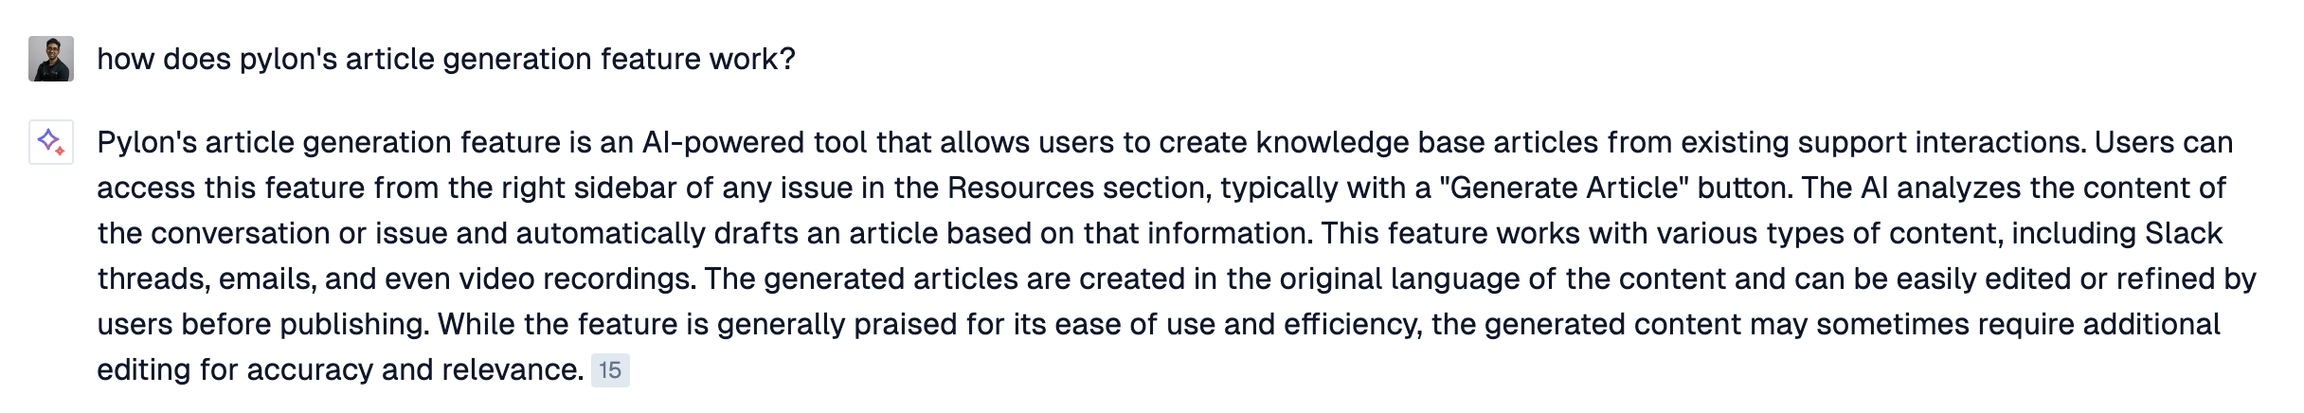 how does pylon's article generation feature work?
Pylon's article generation feature is an AI-powered tool that allows users to create knowledge base articles from existing support interactions. Users can
access this feature from the right sidebar of any issue in the Resources section, typically with a "Generate Article" button. The AI analyzes the content of
the conversation or issue and automatically drafts an article based on that information. This feature works with various types of content, including Slack
threads, emails, and even video recordings. The generated articles are created in the original language of the content and can be easily edited or refined by
users before publishing. While the feature is generally praised for its ease of use and efficiency, the generated content may sometimes require additional
editing for accuracy and relevance. 15